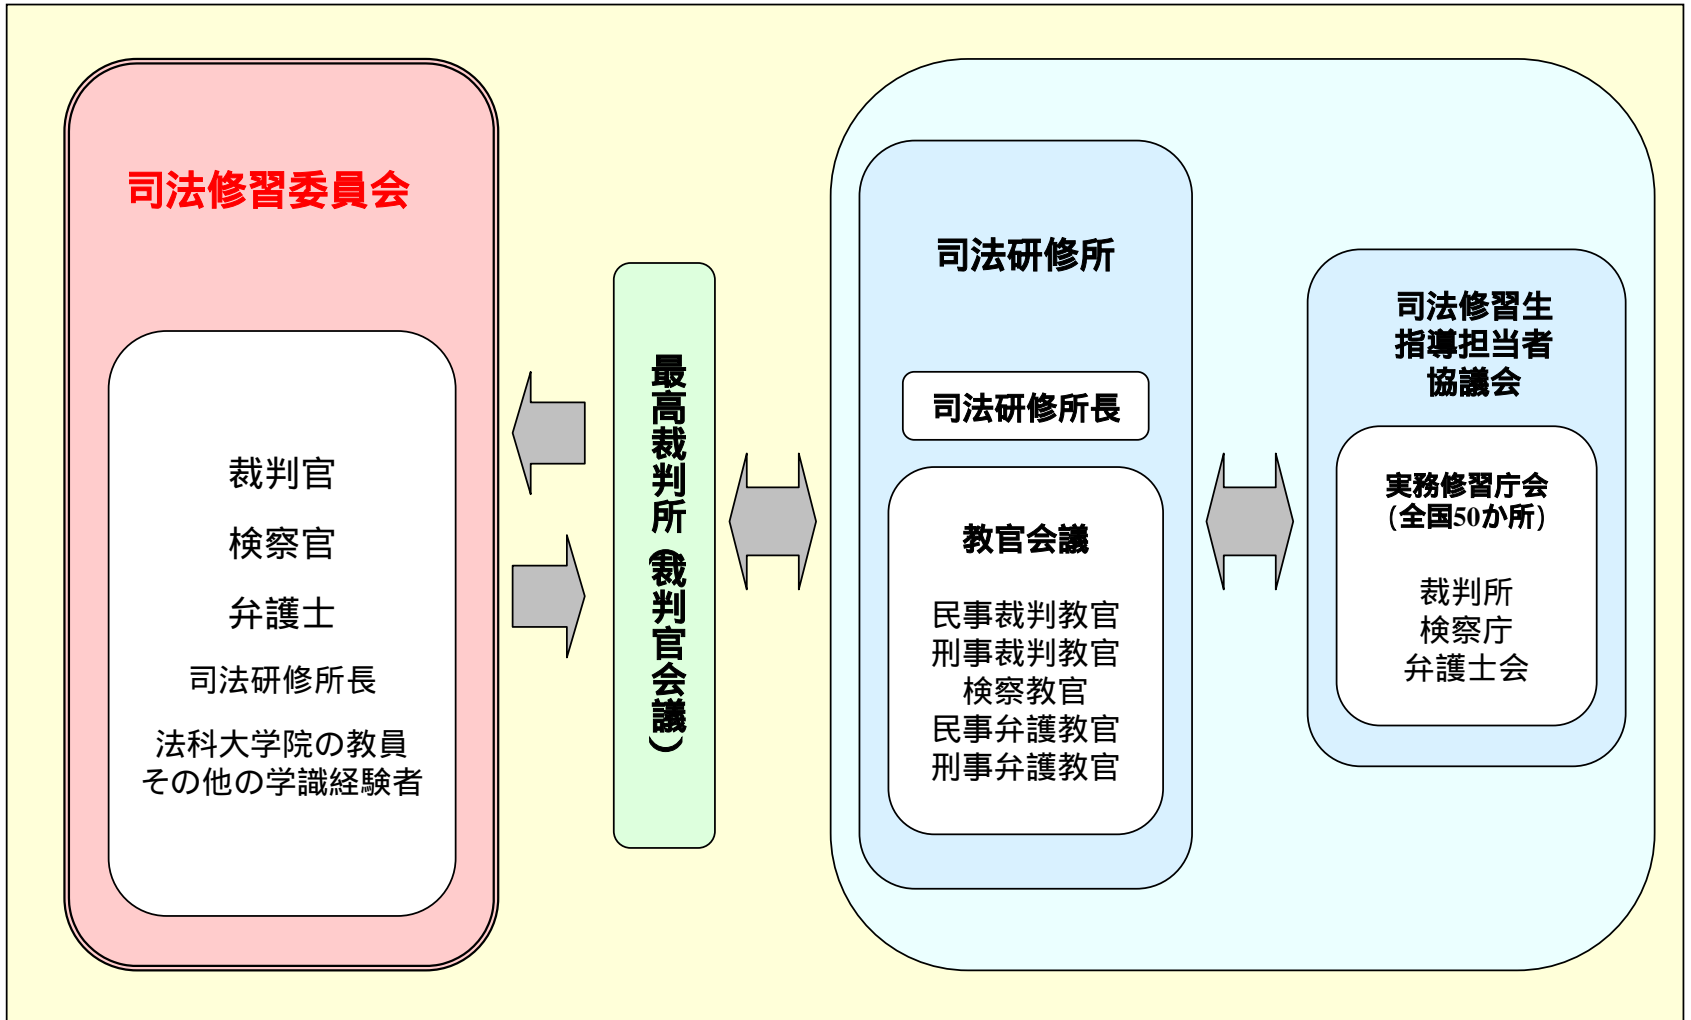 司法修習委員会
裁判官
検察官
弁護士
司法研修所長
法科大学院の教員
その他の学識経験者
最高裁判所（裁判官会議）
司法研修所
司法研修所長
教官会議
民事裁判教官
刑事裁判教官
検察教官
民事弁護教官
刑事弁護教官
司法修習生
指導担当者
協議会
実務修習庁会
（全国50か所）
裁判所
検察庁
弁護士会